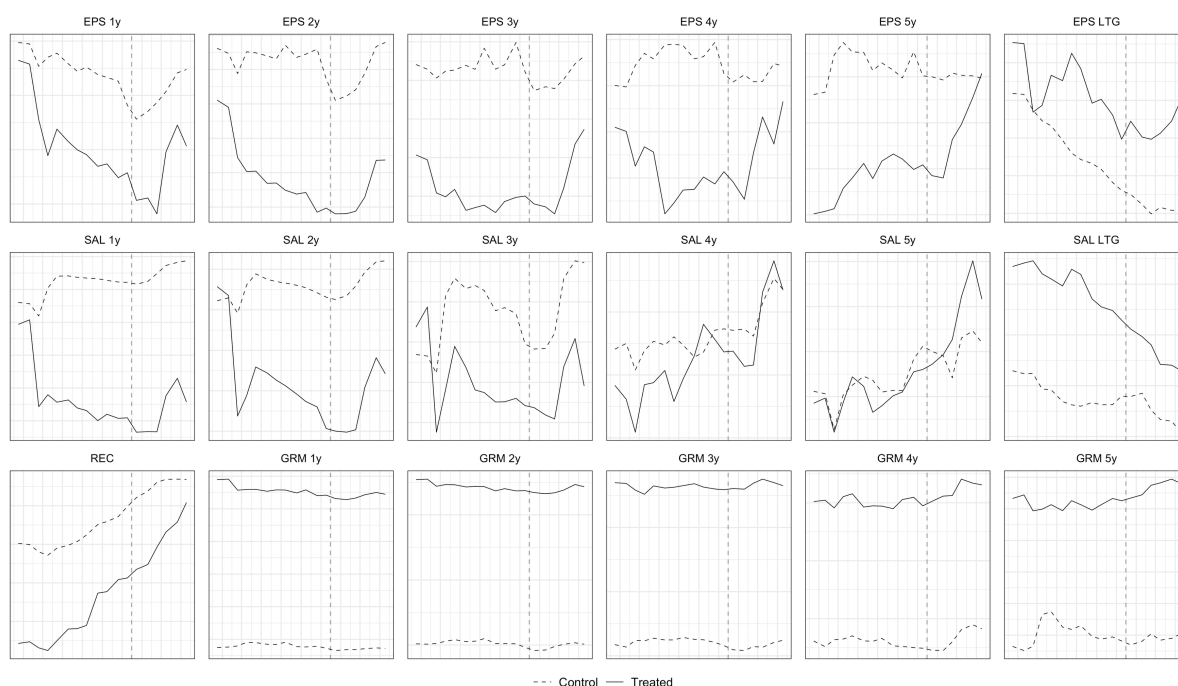 EPS 1y EPS 2y EPS 3y EPS 4y EPS 5y EPS LTG
SAL 1y SAL 2y SAL 3y SAL 4y SAL 5y SAL LTG
REC GRM 1y GRM 2y GRM 3y GRM 4y GRM 5y
Control Treated